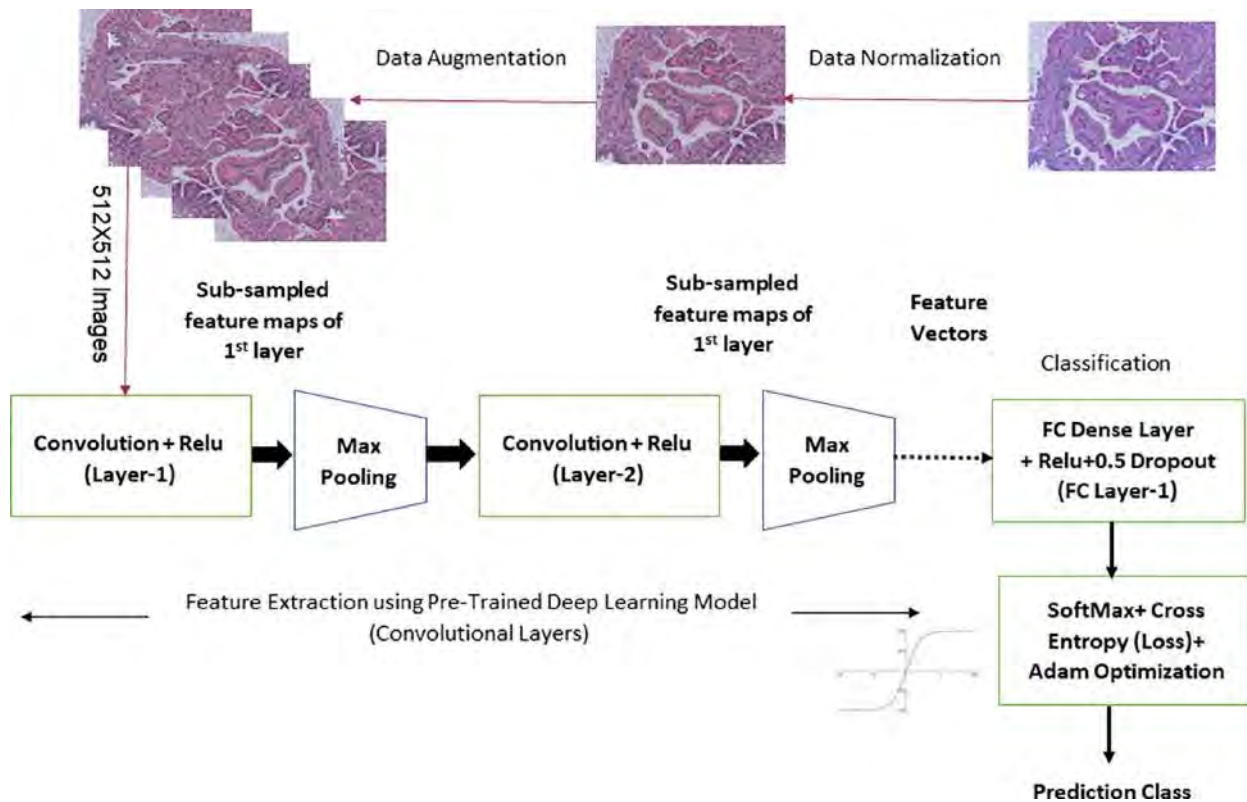 Data Augmentation
Data Normalization
512X512 Images
Sub-sampled
feature maps of
1st layer
Sub-sampled
feature maps of
1st layer
Feature
Vectors
Classification
Convolution + Relu
(Layer-1)
Max
Pooling
Convolution + Relu
(Layer-2)
Max
Pooling
FC Dense Layer
+ Relu+0.5 Dropout
(FC Layer-1)
Feature Extraction using Pre-Trained Deep Learning Model
(Convolutional Layers)
SoftMax+ Cross
Entropy (Loss)+
Adam Optimization
Prediction Class